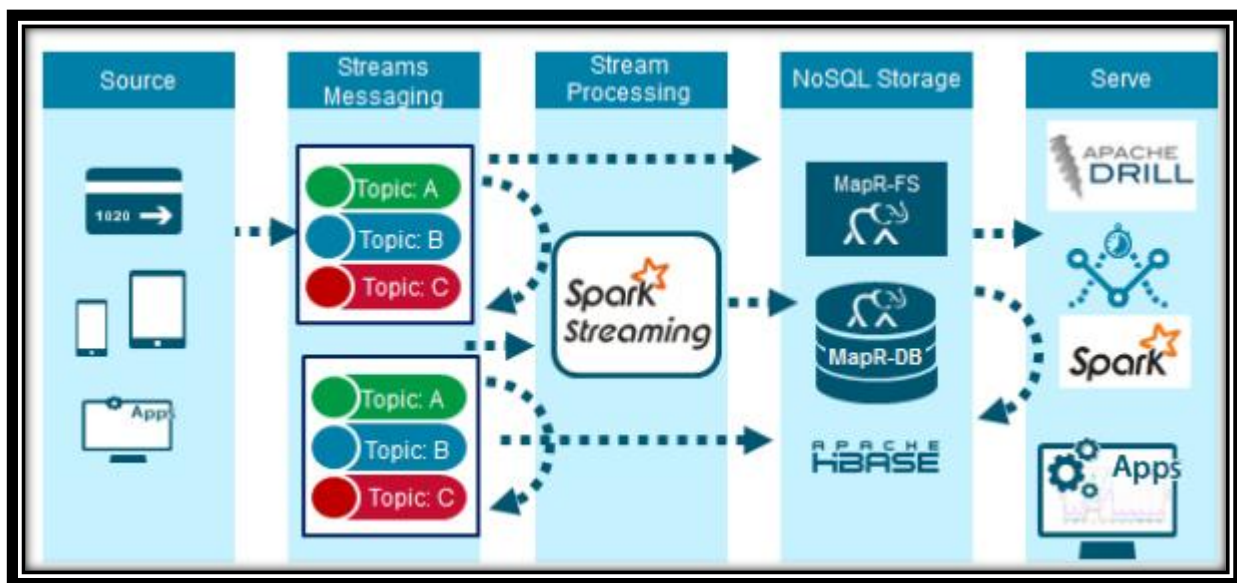 Source
1020
Apps
Streams
Messaging
Topic: A
Topic: B
Topic: C
Topic: A
Topic: B
Topic: C
Stream
Processing
Spark
Streaming
NoSQL Storage
MapR-FS
MapR-DB
APACHE
HBASE
Serve
APACHE
DRILL
Spark
Apps